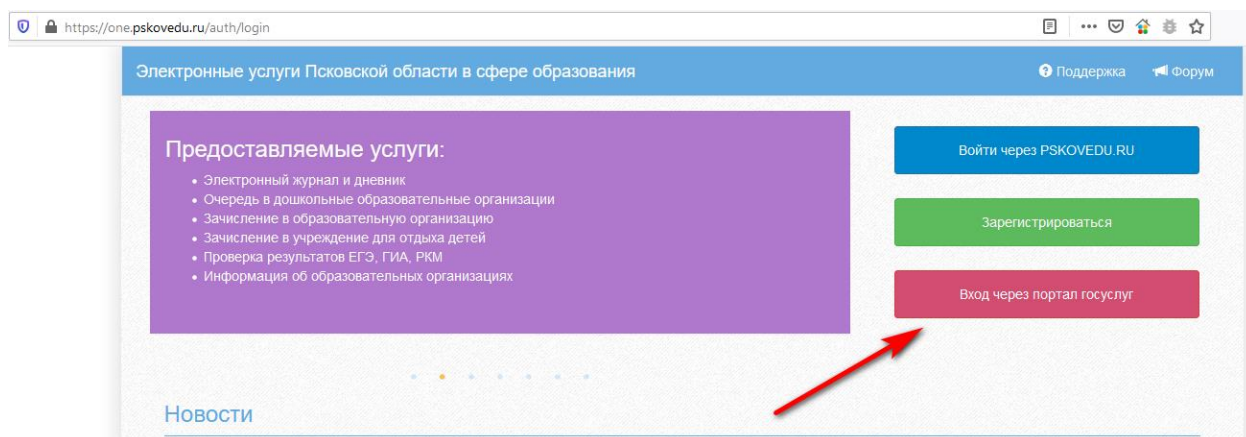 https://one.pskovedu.ru/auth/login
Электронные услуги Псковской области в сфере образования
Поддержка
Форум
Предоставляемые услуги:
• Электронный журнал и дневник
• Очередь в дошкольные образовательные организации
• Зачисление в образовательную организацию
• Зачисление в учреждение для отдыха детей
• Проверка результатов ЕГЭ, ГИА, РКМ
• Информация об образовательных организациях
Войти через PSKOVEDU.RU
Зарегистрироваться
Вход через портал госуслуг
Новости